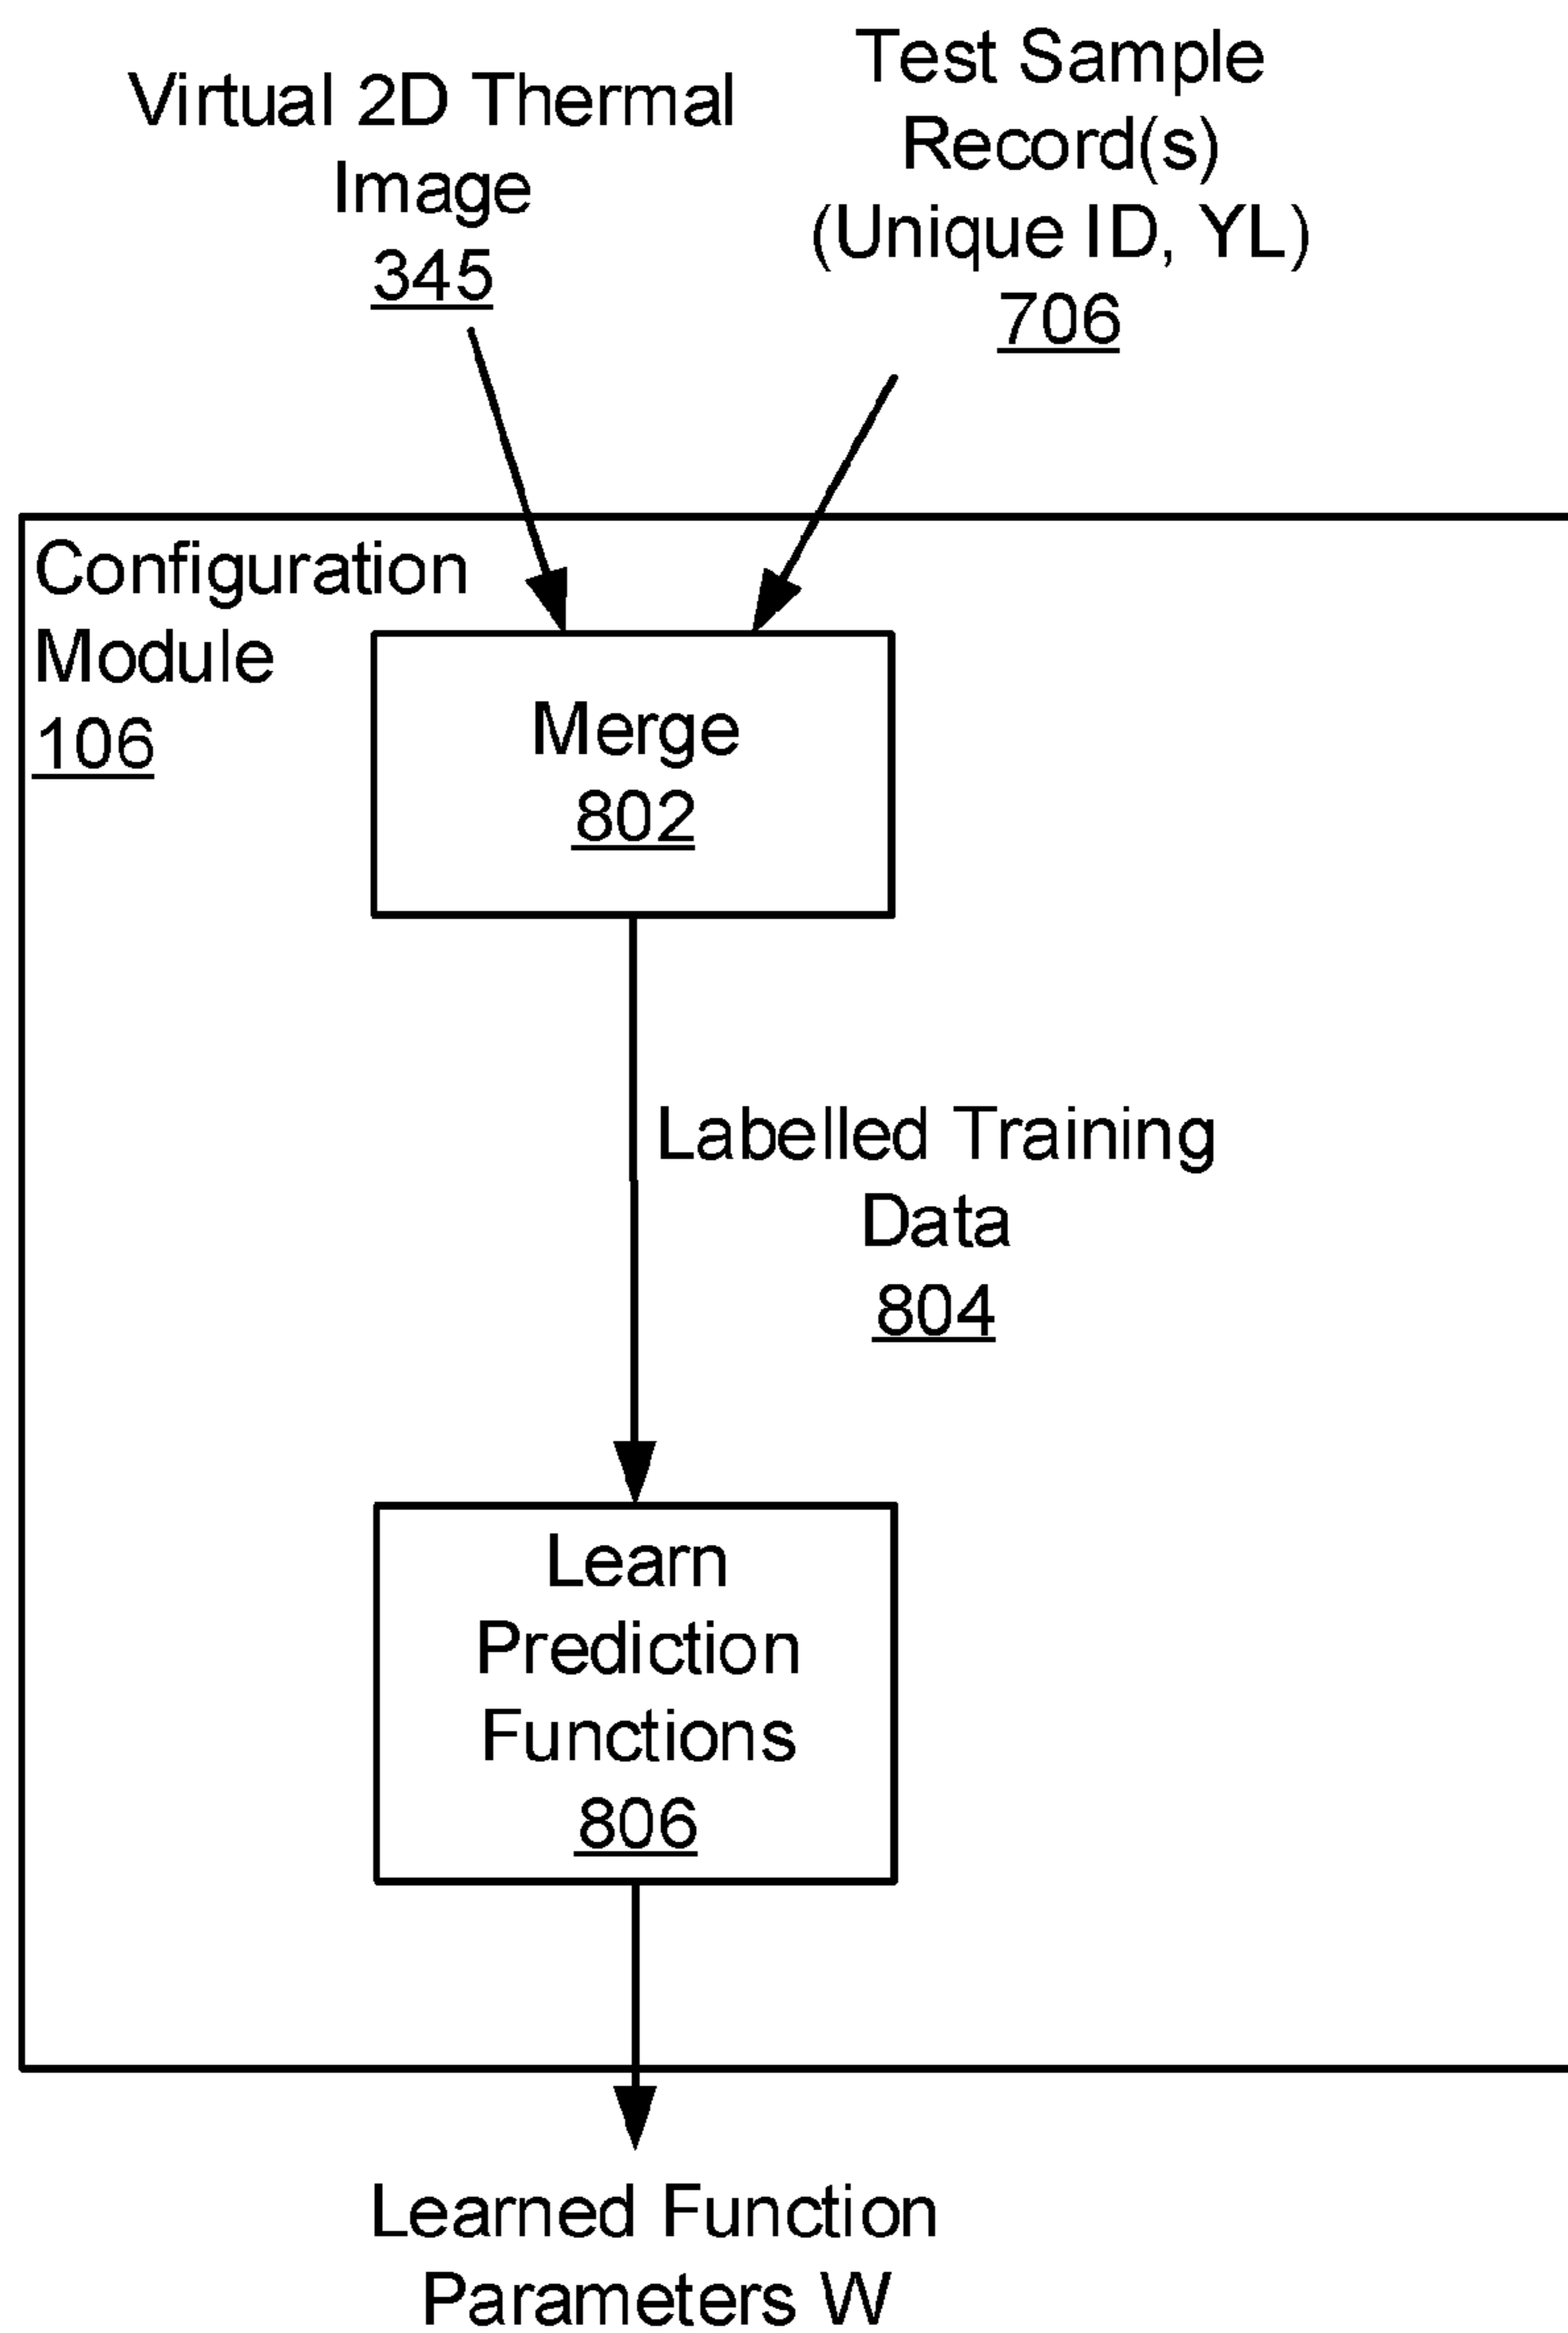 Virtual 2D Thermal
Image
345
Test Sample
Record(s)
(Unique ID, YL)
706
Configuration
Module
106
Merge
802
Labelled Training
Data
804
Learn
Prediction
Functions
806
Learned Function
Parameters W